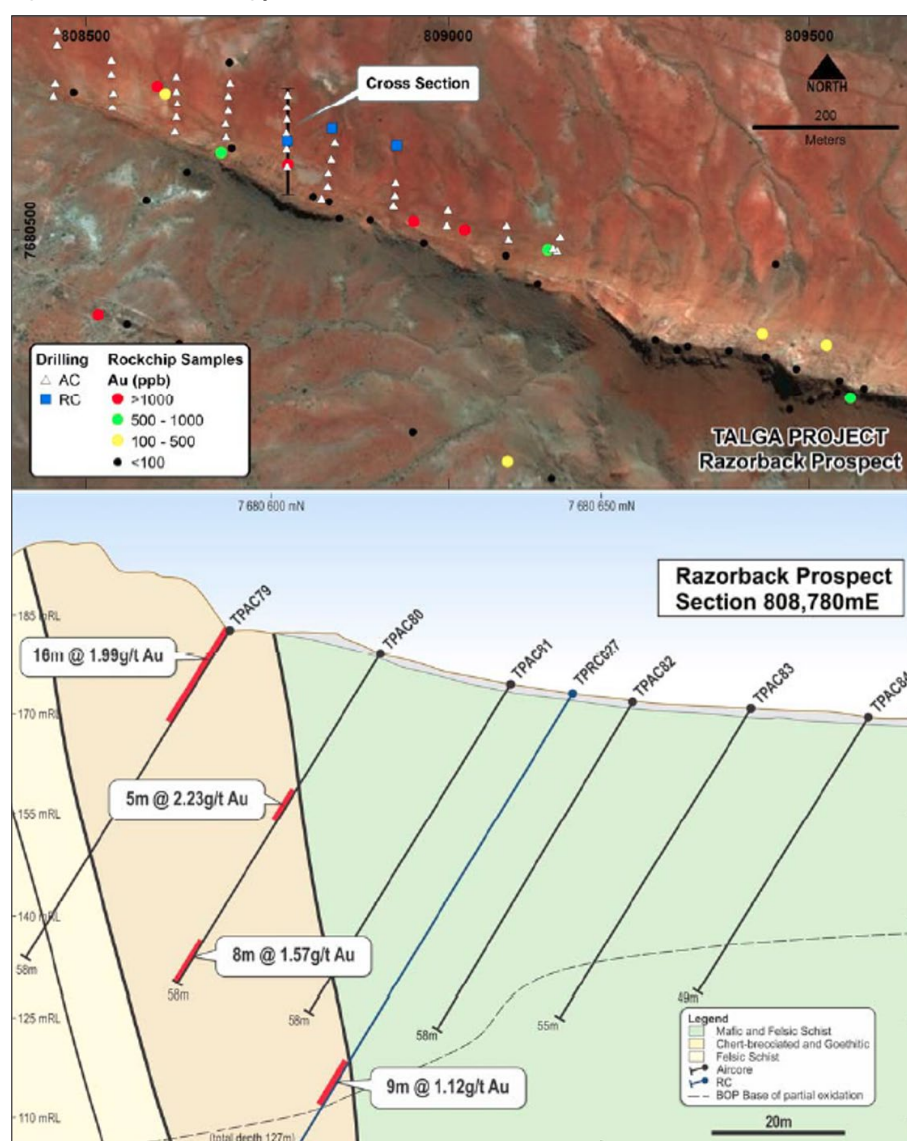 808500
809000
809500
7680500
Cross Section
NORTH
200
Meters
Drilling
AC
RC
Rockchip Samples
Au (ppb)
>1000
500 - 1000
100 - 500
<100
TALGA PROJECT
Razorback Prospect
7 680 600 mN
7 680 650 mN
Razorback Prospect
Section 808,780mE
185 mRL
170 mRL
155 mRL
140 mRL
125 mRL
110 mRL
TPAC79
TPAC80
TPAC81
TPRC027
TPAC82
TPAC83
TPAC84
16m @ 1.99g/t Au
5m @ 2.23g/t Au
8m @ 1.57g/t Au
9m @ 1.12g/t Au
58m
58m
58m
58m
55m
49m
(total depth 127m)
Legend
Mafic and Felsic Schist
Chert-brecciated and Goethitic
Felsic Schist
Aircore
RC
BOP Base of partial oxidation
20m